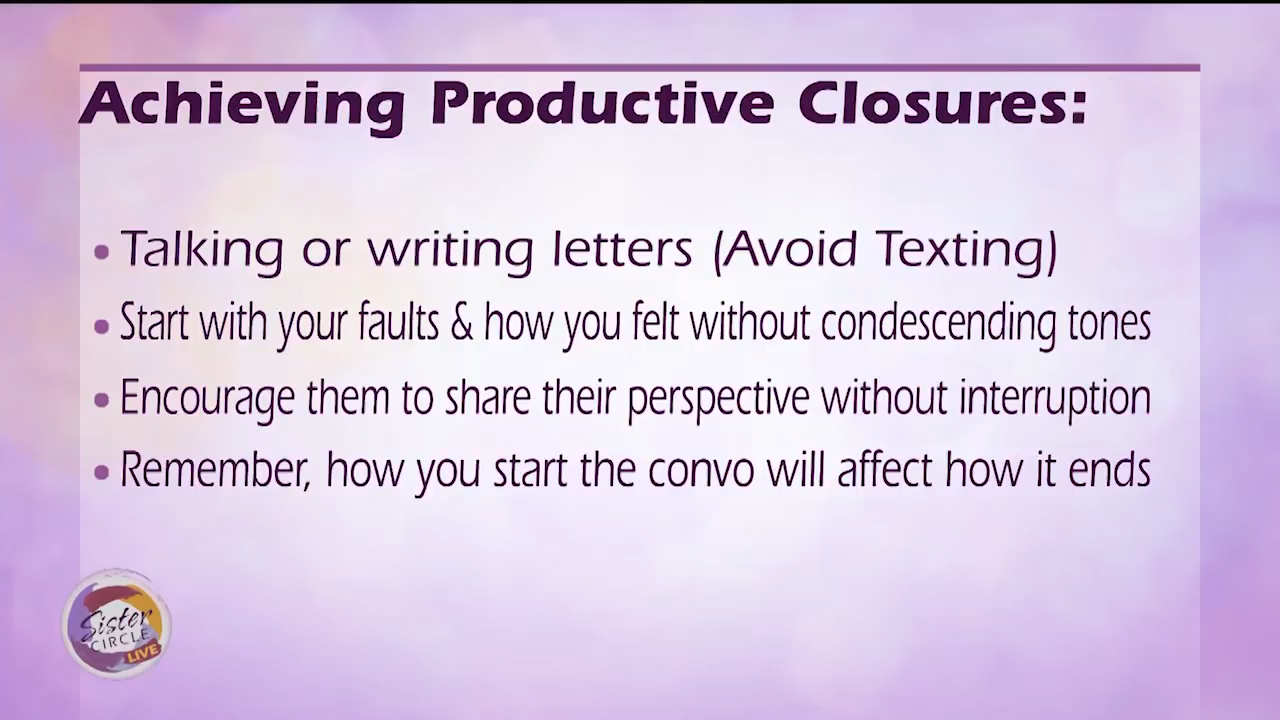 Achieving Productive Closures:
• Talking or writing letters (Avoid Texting)
• Start with your faults & how you felt without condescending tones
• Encourage them to share their perspective without interruption
• Remember, how you start the convo will affect how it ends
Sister
CIRCLE
LIVE